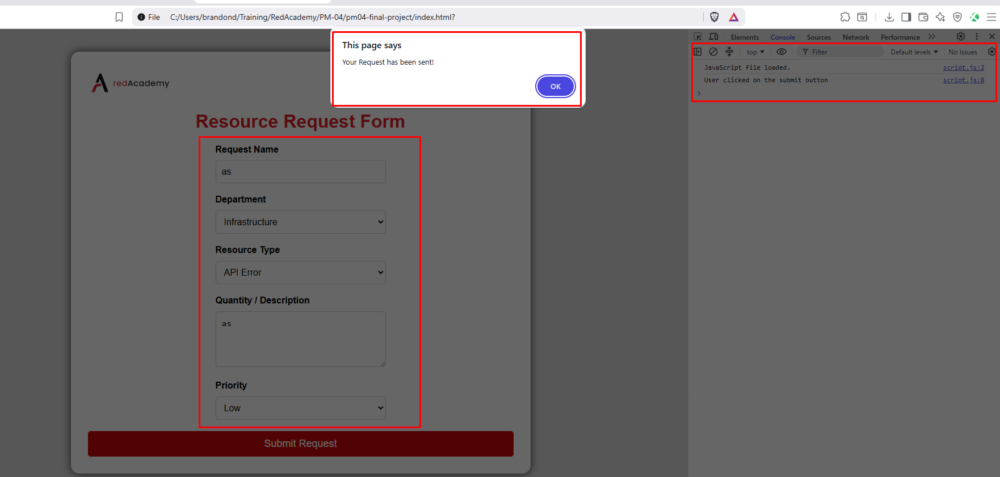 File C:/Users/brandond/Training/RedAcademy/PM-04/pm04-final-project/index.html?
This page says
Your Request has been sent!
OK
Elements Console Sources Network Performance
top Filter Default levels No Issues
JavaScript file loaded. script.js:2
User clicked on the submit button script.js:8
redAcademy
Resource Request Form
Request Name
as
Department
Infrastructure
Resource Type
API Error
Quantity / Description
as
Priority
Low
Submit Request